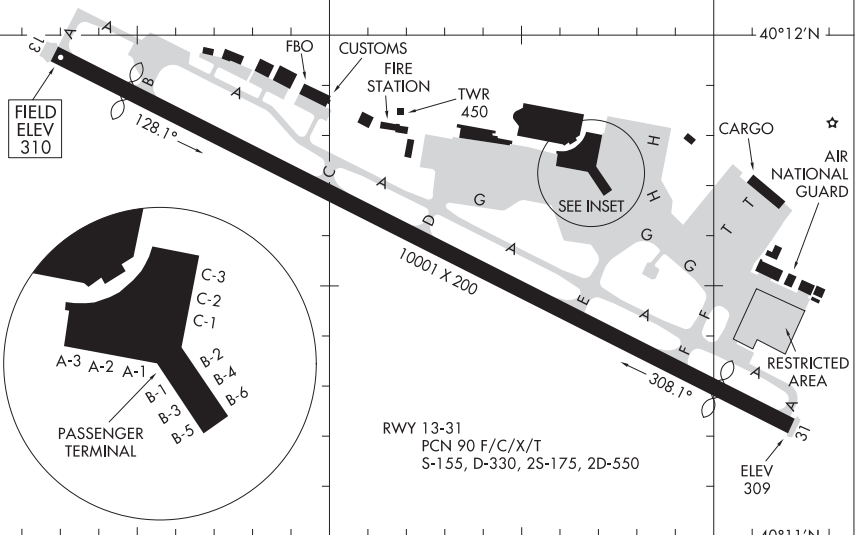 13
A
A
B
A
FBO
CUSTOMS
FIRE
STATION
TWR
450
40°12'N
FIELD
ELEV
310
128.1°
C
A
D
G
A
10001 X 200
SEE INSET
H
H
G
G
T
T
CARGO
AIR
NATIONAL
GUARD
E
A
F
F
A
A
RESTRICTED
AREA
308.1°
31
ELEV
309
C-3
C-2
C-1
A-3
A-2
A-1
B-2
B-4
B-6
B-1
B-3
B-5
PASSENGER
TERMINAL
RWY 13-31
PCN 90 F/C/X/T
S-155, D-330, 2S-175, 2D-550
40°11'N